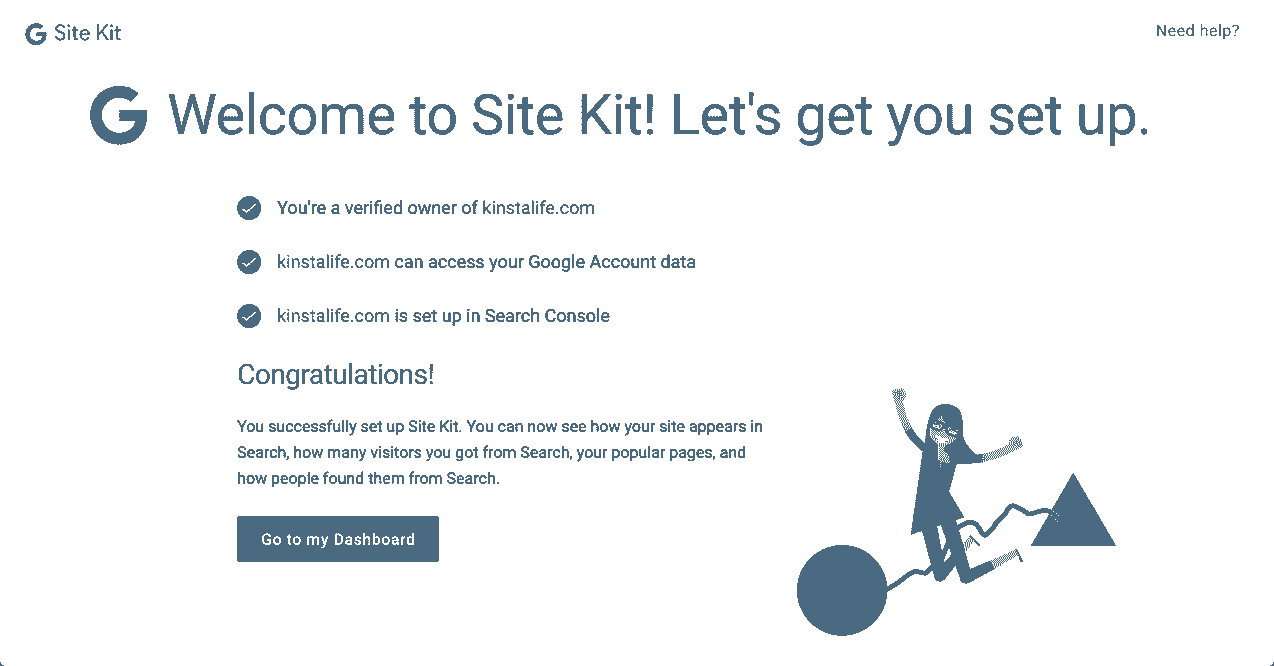 Site Kit
Need help?
G Welcome to Site Kit! Let's get you set up.
You're a verified owner of kinstalife.com
kinstalife.com can access your Google Account data
kinstalife.com is set up in Search Console
Congratulations!
You successfully set up Site Kit. You can now see how your site appears in
Search, how many visitors you got from Search, your popular pages, and
how people found them from Search.
Go to my Dashboard